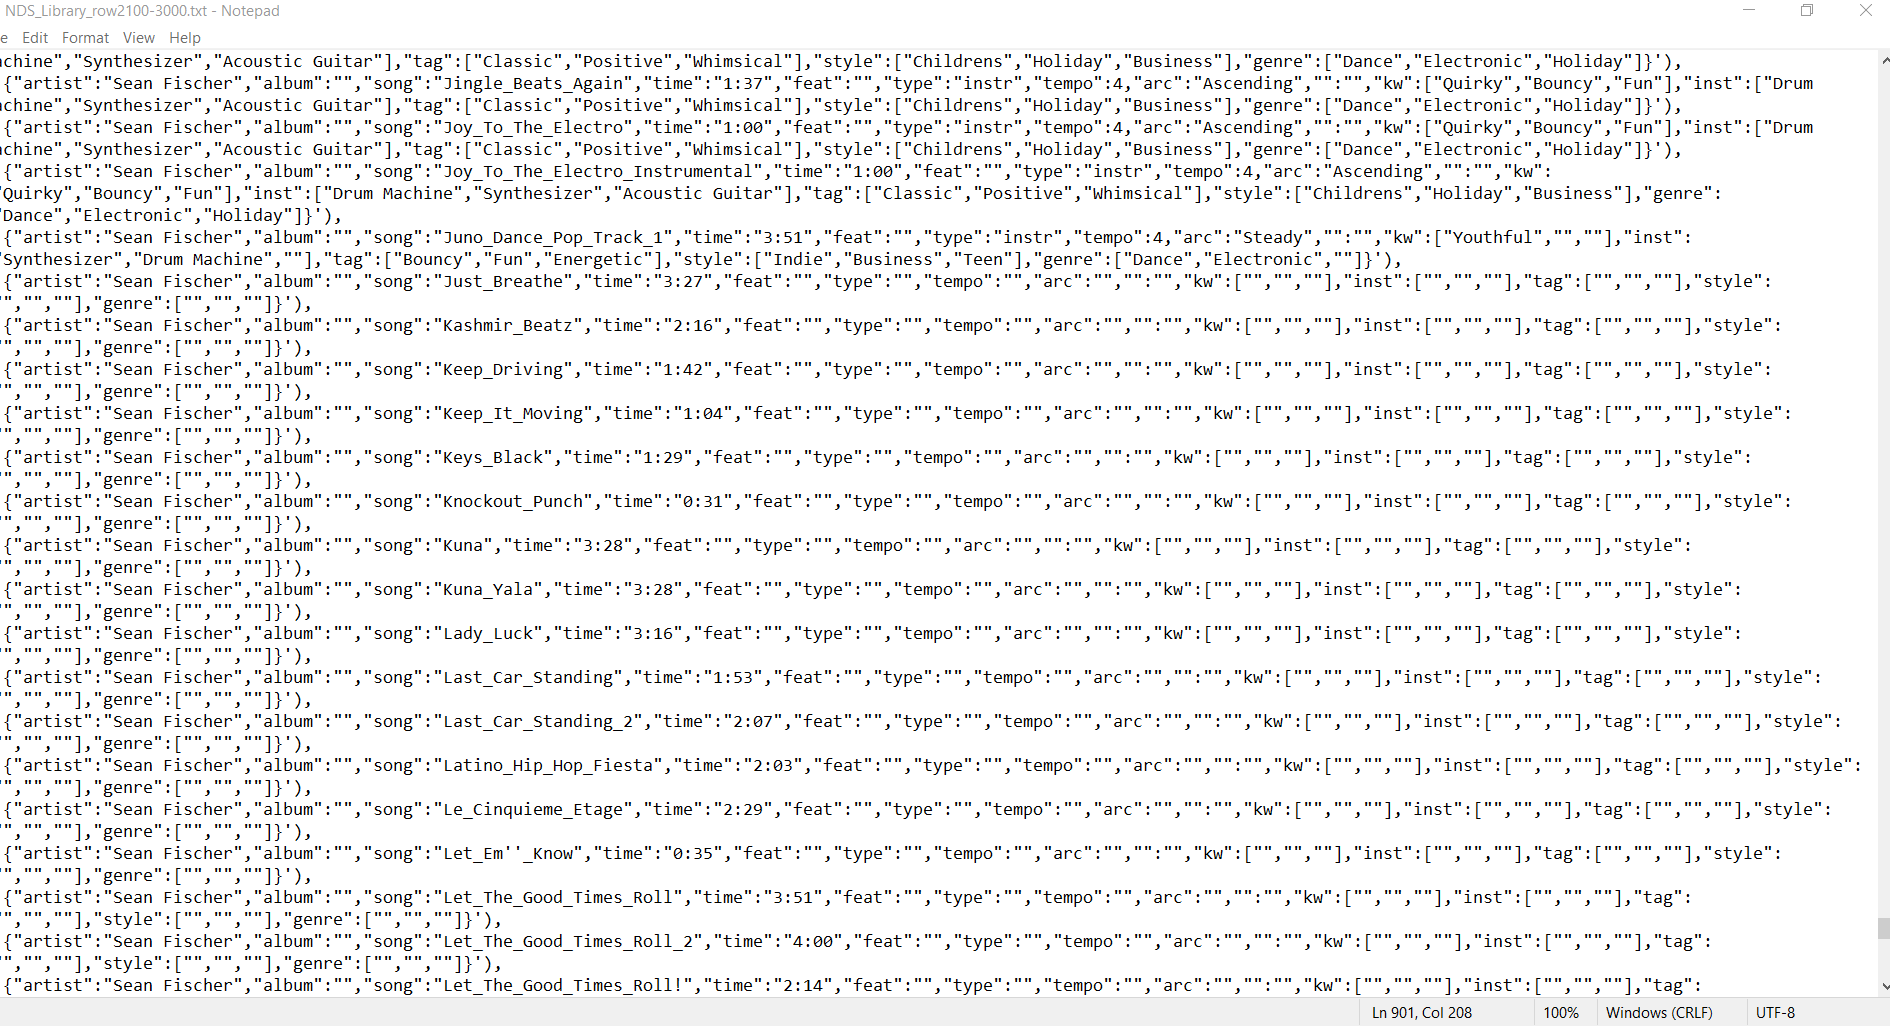 NDS_Library_row2100-3000.txt - Notepad
e Edit Format View Help
chine","Synthesizer","Acoustic Guitar"],"tag":["Classic","Positive","Whimsical"],"style":["Childrens","Holiday","Business"],"genre":["Dance","Electronic","Holiday"]}'),
{"artist":"Sean Fischer","album":"","song":"Jingle_Beats_Again","time":"1:37","feat":"","type":"instr","tempo":4,"arc":"Ascending","":"","kw":["Quirky","Bouncy","Fun"],"inst":["Drum
chine","Synthesizer","Acoustic Guitar"],"tag":["Classic","Positive","Whimsical"],"style":["Childrens","Holiday","Business"],"genre":["Dance","Electronic","Holiday"]}'),
{"artist":"Sean Fischer","album":"","song":"Joy_To_The_Electro","time":"1:00","feat":"","type":"instr","tempo":4,"arc":"Ascending","":"","kw":["Quirky","Bouncy","Fun"],"inst":["Drum
chine","Synthesizer","Acoustic Guitar"],"tag":["Classic","Positive","Whimsical"],"style":["Childrens","Holiday","Business"],"genre":["Dance","Electronic","Holiday"]}'),
{"artist":"Sean Fischer","album":"","song":"Joy_To_The_Electro_Instrumental","time":"1:00","feat":"","type":"instr","tempo":4,"arc":"Ascending","":"","kw":
"Quirky","Bouncy","Fun"],"inst":["Drum Machine","Synthesizer","Acoustic Guitar"],"tag":["Classic","Positive","Whimsical"],"style":["Childrens","Holiday","Business"],"genre":
"Dance","Electronic","Holiday"]}'),
{"artist":"Sean Fischer","album":"","song":"Juno_Dance_Pop_Track_1","time":"3:51","feat":"","type":"instr","tempo":4,"arc":"Steady","":"","kw":["Youthful","",""],"inst":
"Synthesizer","Drum Machine",""],"tag":["Bouncy","Fun","Energetic"],"style":["Indie","Business","Teen"],"genre":["Dance","Electronic",""]}'),
{"artist":"Sean Fischer","album":"","song":"Just_Breathe","time":"3:27","feat":"","type":"","tempo":"","arc":"","":"","kw":["","",""],"inst":["","",""],"tag":["","",""],"style":
"","",""],"genre":["","",""]}'),
{"artist":"Sean Fischer","album":"","song":"Kashmir_Beatz","time":"2:16","feat":"","type":"","tempo":"","arc":"","":"","kw":["","",""],"inst":["","",""],"tag":["","",""],"style":
"","",""],"genre":["","",""]}'),
{"artist":"Sean Fischer","album":"","song":"Keep_Driving","time":"1:42","feat":"","type":"","tempo":"","arc":"","":"","kw":["","",""],"inst":["","",""],"tag":["","",""],"style":
"","",""],"genre":["","",""]}'),
{"artist":"Sean Fischer","album":"","song":"Keep_It_Moving","time":"1:04","feat":"","type":"","tempo":"","arc":"","":"","kw":["","",""],"inst":["","",""],"tag":["","",""],"style":
"","",""],"genre":["","",""]}'),
{"artist":"Sean Fischer","album":"","song":"Keys_Black","time":"1:29","feat":"","type":"","tempo":"","arc":"","":"","kw":["","",""],"inst":["","",""],"tag":["","",""],"style":
"","",""],"genre":["","",""]}'),
{"artist":"Sean Fischer","album":"","song":"Knockout_Punch","time":"0:31","feat":"","type":"","tempo":"","arc":"","":"","kw":["","",""],"inst":["","",""],"tag":["","",""],"style":
"","",""],"genre":["","",""]}'),
{"artist":"Sean Fischer","album":"","song":"Kuna","time":"3:28","feat":"","type":"","tempo":"","arc":"","":"","kw":["","",""],"inst":["","",""],"tag":["","",""],"style":
"","",""],"genre":["","",""]}'),
{"artist":"Sean Fischer","album":"","song":"Kuna_Yala","time":"3:28","feat":"","type":"","tempo":"","arc":"","":"","kw":["","",""],"inst":["","",""],"tag":["","",""],"style":
"","",""],"genre":["","",""]}'),
{"artist":"Sean Fischer","album":"","song":"Lady_Luck","time":"3:16","feat":"","type":"","tempo":"","arc":"","":"","kw":["","",""],"inst":["","",""],"tag":["","",""],"style":
"","",""],"genre":["","",""]}'),
{"artist":"Sean Fischer","album":"","song":"Last_Car_Standing","time":"1:53","feat":"","type":"","tempo":"","arc":"","":"","kw":["","",""],"inst":["","",""],"tag":["","",""],"style":
"","",""],"genre":["","",""]}'),
{"artist":"Sean Fischer","album":"","song":"Last_Car_Standing_2","time":"2:07","feat":"","type":"","tempo":"","arc":"","":"","kw":["","",""],"inst":["","",""],"tag":["","",""],"style":
"","",""],"genre":["","",""]}'),
{"artist":"Sean Fischer","album":"","song":"Latino_Hip_Hop_Fiesta","time":"2:03","feat":"","type":"","tempo":"","arc":"","":"","kw":["","",""],"inst":["","",""],"tag":["","",""],"style":
"","",""],"genre":["","",""]}'),
{"artist":"Sean Fischer","album":"","song":"Le_Cinquieme_Etage","time":"2:29","feat":"","type":"","tempo":"","arc":"","":"","kw":["","",""],"inst":["","",""],"tag":["","",""],"style":
"","",""],"genre":["","",""]}'),
{"artist":"Sean Fischer","album":"","song":"Let_Em''_Know","time":"0:35","feat":"","type":"","tempo":"","arc":"","":"","kw":["","",""],"inst":["","",""],"tag":["","",""],"style":
"","",""],"genre":["","",""]}'),
{"artist":"Sean Fischer","album":"","song":"Let_The_Good_Times_Roll","time":"3:51","feat":"","type":"","tempo":"","arc":"","":"","kw":["","",""],"inst":["","",""],"tag":
"","",""],"style":["","",""],"genre":["","",""]}'),
{"artist":"Sean Fischer","album":"","song":"Let_The_Good_Times_Roll_2","time":"4:00","feat":"","type":"","tempo":"","arc":"","":"","kw":["","",""],"inst":["","",""],"tag":
"","",""],"style":["","",""],"genre":["","",""]}'),
{"artist":"Sean Fischer","album":"","song":"Let_The_Good_Times_Roll!","time":"2:14","feat":"","type":"","tempo":"","arc":"","":"","kw":["","",""],"inst":["","",""],"tag":
Ln 901, Col 208 100% Windows (CRLF) UTF-8